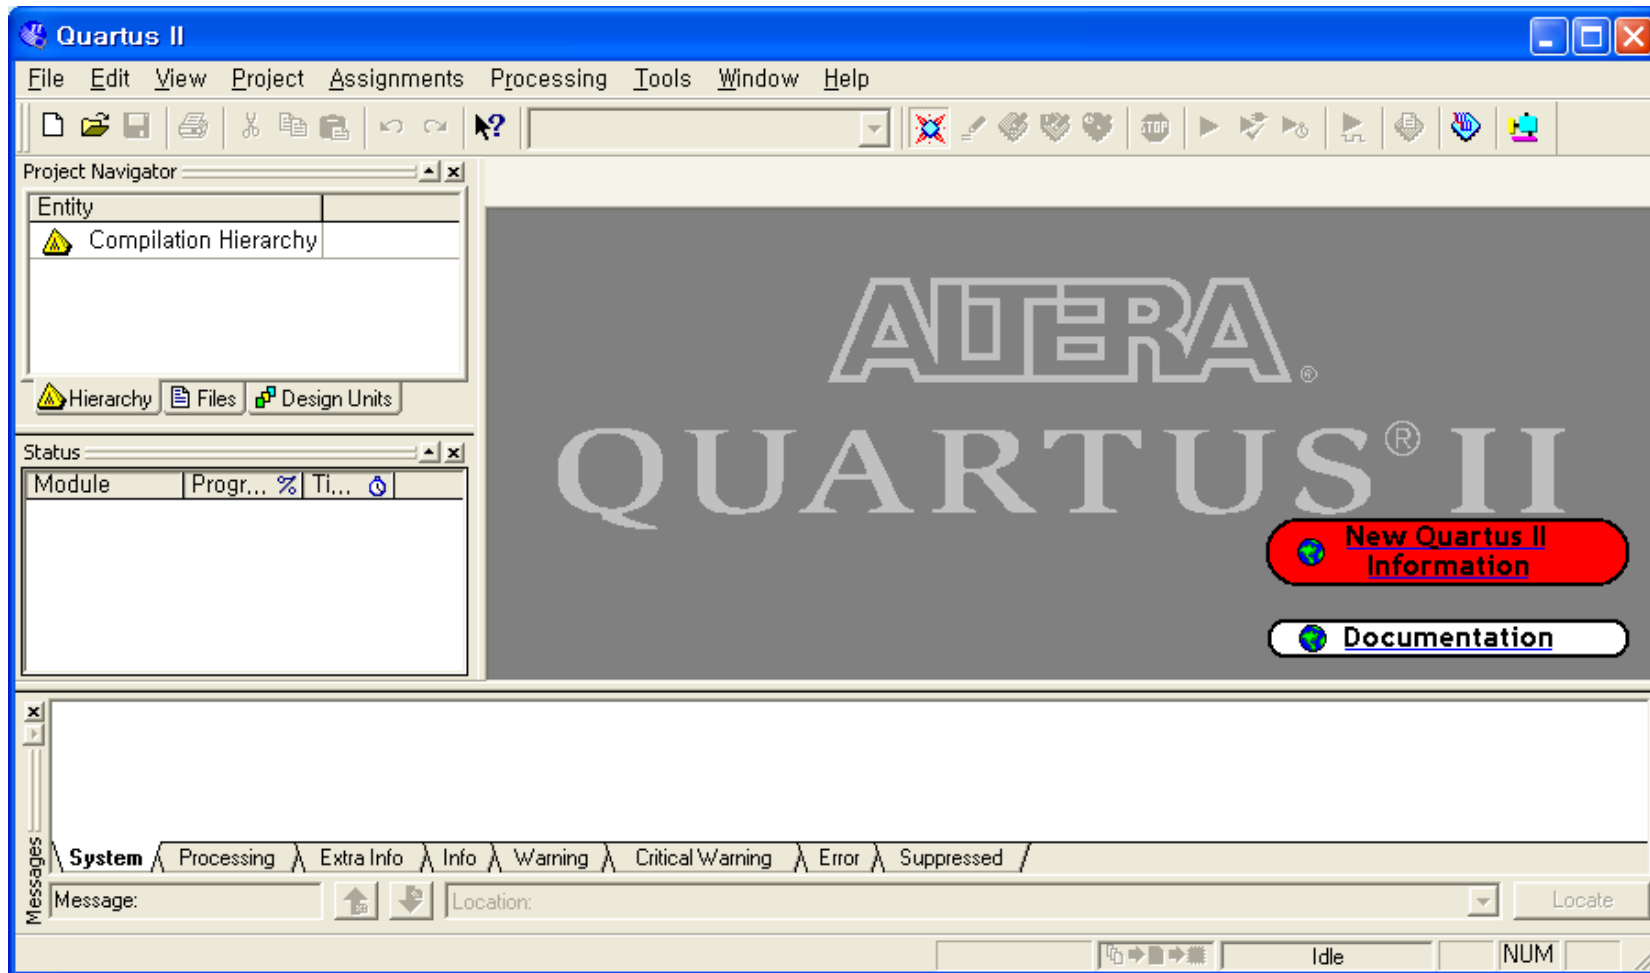 Quartus II
File Edit View Project Assignments Processing Tools Window Help
STOP
Project Navigator
Entity
Compilation Hierarchy
Hierarchy Files Design Units
Status
Module Progr... % Ti...
ALTERA®
QUARTUS® II
New Quartus II
Information
Documentation
Messages
System Processing Extra Info Info Warning Critical Warning Error Suppressed
Message: Location: Locate
Idle NUM